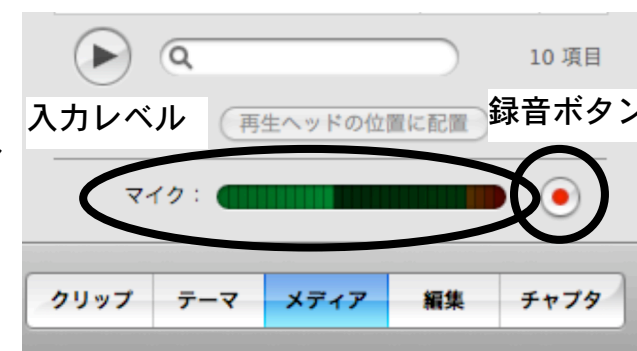 10 項目
入力レベル
再生ヘッドの位置に配置
録音ボタン
マイク：
クリップ
テーマ
メディア
編集
チャプタ